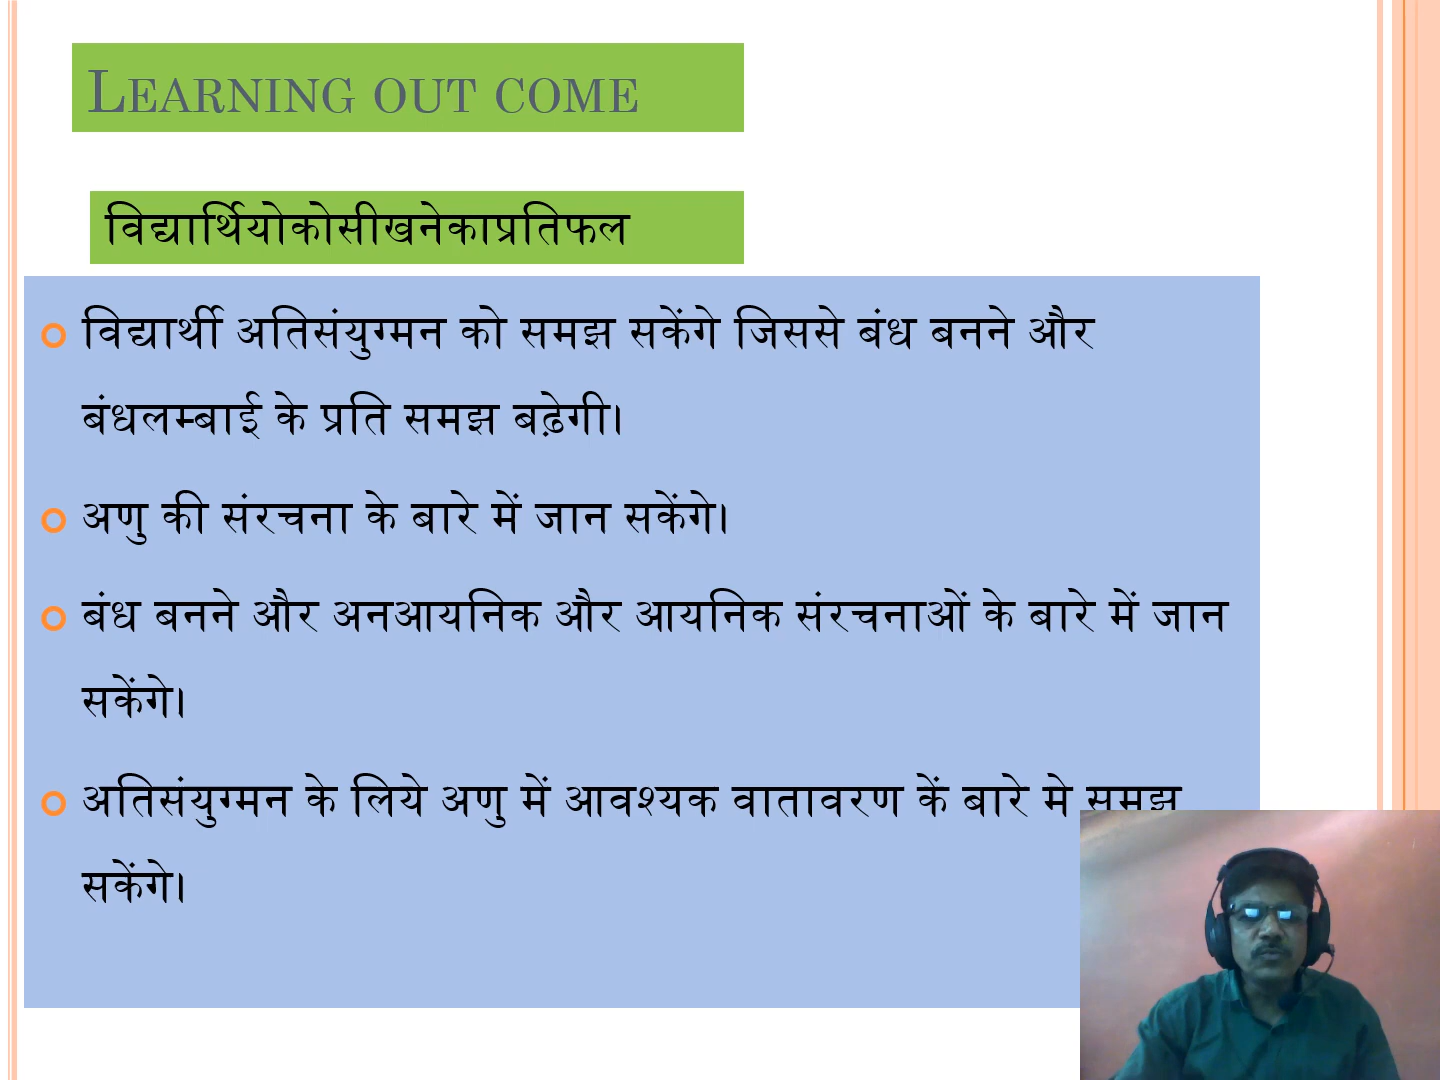 LEARNING OUT COME
विद्यार्थियोकोसीखनेकाप्रतिफल
विद्यार्थी अतिसंयुग्मन को समझ सकेंगे जिससे बंध बनने और
बंधलम्बाई के प्रति समझ बढ़ेगी।
अणु की संरचना के बारे में जान सकेंगे।
बंध बनने और अनआयनिक और आयनिक संरचनाओं के बारे में जान
सकेंगे।
अतिसंयुग्मन के लिये अणु में आवश्यक वातावरण कें बारे मे समझ
सकेंगे।